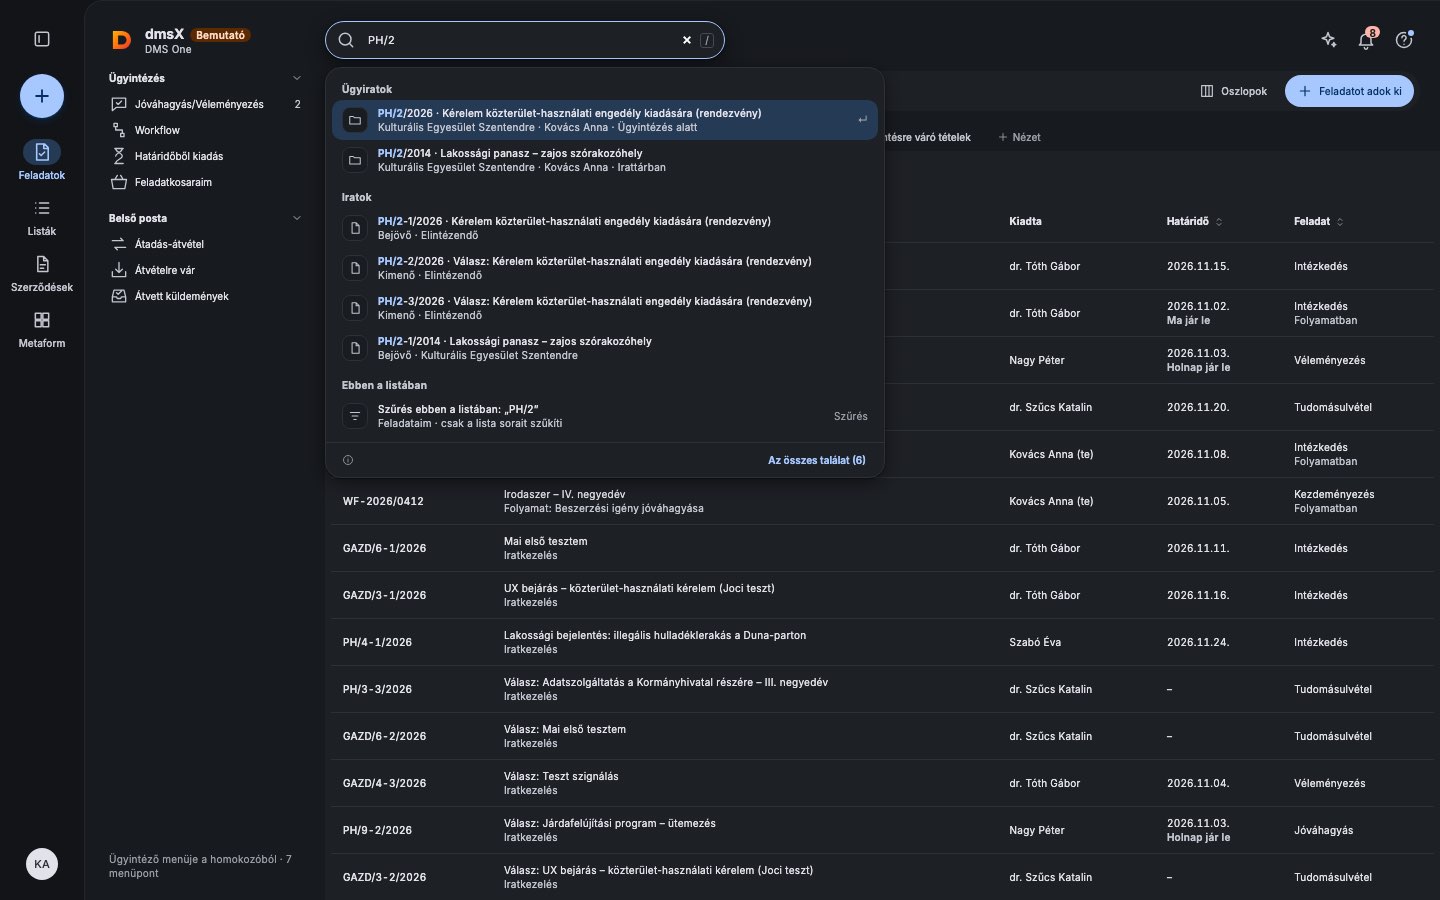 dmsX Bemutató
DMS One
PH/2
/
8
Ügyintézés
Jóváhagyás/Véleményezés 2
Workflow
Határidőből kiadás
Feladatkosaraim
Belső posta
Átadás-átvétel
Átvételre vár
Átvett küldemények
Feladatok
Listák
Szerződések
Metaform
KA
Ügyintéző menüje a homokozóból · 7
menüpont
Oszlopok
Feladatot adok ki
ntésre váró tételek
Nézet
Ügyiratok
PH/2/2026 · Kérelem közterület-használati engedély kiadására (rendezvény)
Kulturális Egyesület Szentendre · Kovács Anna · Ügyintézés alatt
PH/2/2014 · Lakossági panasz – zajos szórakozóhely
Kulturális Egyesület Szentendre · Kovács Anna · Irattárban
Iratok
PH/2-1/2026 · Kérelem közterület-használati engedély kiadására (rendezvény)
Bejövő · Elintézendő
PH/2-2/2026 · Válasz: Kérelem közterület-használati engedély kiadására (rendezvény)
Kimenő · Elintézendő
PH/2-3/2026 · Válasz: Kérelem közterület-használati engedély kiadására (rendezvény)
Kimenő · Elintézendő
PH/2-1/2014 · Lakossági panasz – zajos szórakozóhely
Bejövő · Kulturális Egyesület Szentendre
Ebben a listában
Szűrés ebben a listában: „PH/2” Szűrés
Feladataim · csak a lista sorait szűkíti
Az összes találat (6)
Kiadta Határidő Feladat
dr. Tóth Gábor 2026.11.15. Intézkedés
dr. Tóth Gábor 2026.11.02. Intézkedés
Ma jár le Folyamatban
Nagy Péter 2026.11.03. Véleményezés
Holnap jár le
dr. Szűcs Katalin 2026.11.20. Tudomásulvétel
Kovács Anna (te) 2026.11.08. Intézkedés
Folyamatban
WF-2026/0412 Irodaszer – IV. negyedév Kovács Anna (te) 2026.11.05. Kezdeményezés
Folyamat: Beszerzési igény jóváhagyása Folyamatban
GAZD/6-1/2026 Mai első tesztem dr. Tóth Gábor 2026.11.11. Intézkedés
Iratkezelés
GAZD/3-1/2026 UX bejárás – közterület-használati kérelem (Joci teszt) dr. Tóth Gábor 2026.11.16. Intézkedés
Iratkezelés
PH/4-1/2026 Lakossági bejelentés: illegális hulladéklerakás a Duna-parton Szabó Éva 2026.11.24. Intézkedés
Iratkezelés
PH/3-3/2026 Válasz: Adatszolgáltatás a Kormányhivatal részére – III. negyedév dr. Szűcs Katalin – Tudomásulvétel
Iratkezelés
GAZD/6-2/2026 Válasz: Mai első tesztem dr. Szűcs Katalin – Tudomásulvétel
Iratkezelés
GAZD/4-3/2026 Válasz: Teszt szignálás dr. Tóth Gábor 2026.11.04. Véleményezés
Iratkezelés
PH/9-2/2026 Válasz: Járdafelújítási program – ütemezés Nagy Péter 2026.11.03. Jóváhagyás
Iratkezelés Holnap jár le
GAZD/3-2/2026 Válasz: UX bejárás – közterület-használati kérelem (Joci teszt) dr. Szűcs Katalin – Tudomásulvétel
Iratkezelés